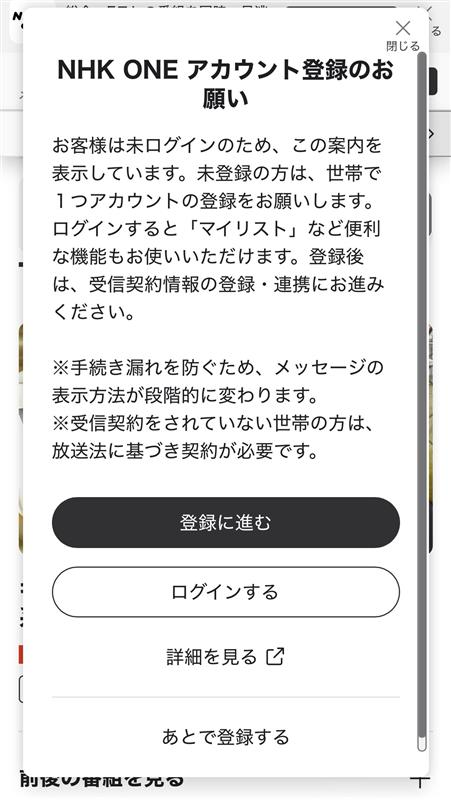 閉じる
NHK ONE アカウント登録のお
願い
お客様は未ログインのため、この案内を
表示しています。未登録の方は、世帯で
１つアカウントの登録をお願いします。
ログインすると「マイリスト」など便利
な機能もお使いいただけます。登録後
は、受信契約情報の登録・連携にお進み
ください。
※手続き漏れを防ぐため、メッセージの
表示方法が段階的に変わります。
※受信契約をされていない世帯の方は、
放送法に基づき契約が必要です。
登録に進む
ログインする
詳細を見る
あとで登録する
前後の番組を見る